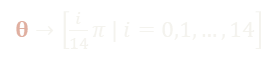 θ → [i/14 π | i = 0,1, ..., 14]